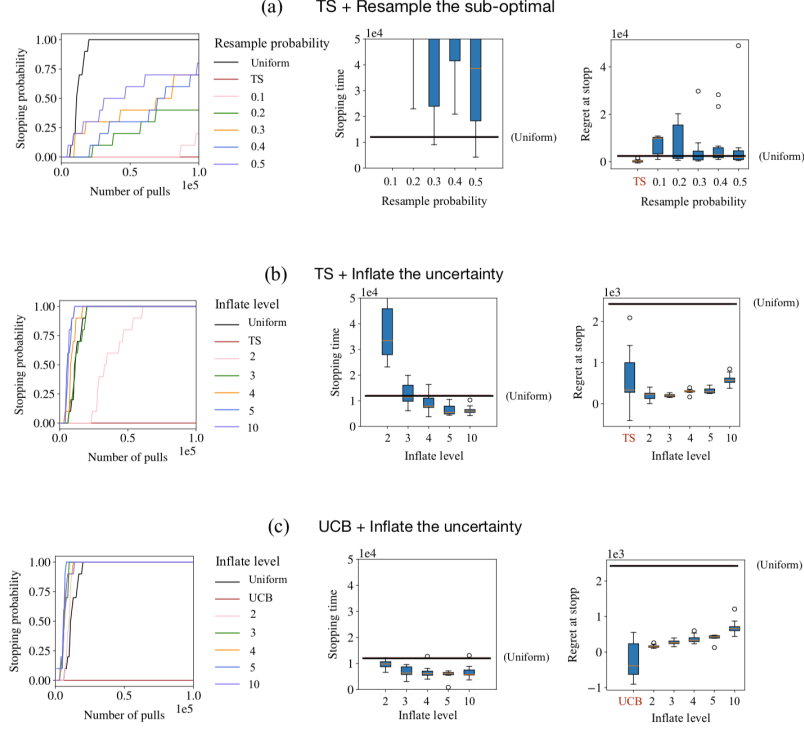 (a) TS + Resample the sub-optimal
Stopping probability
1.00
0.75
0.50
0.25
0.00
0.0 0.5 1.0
1e5
Number of pulls
Resample probability
Uniform
TS
0.1
0.2
0.3
0.4
0.5
1e4
Stopping time
5
4
3
2
1
0
0.1 0.2 0.3 0.4 0.5
Resample probability
(Uniform)
1e4
Regret at stopp
4
2
0
TS 0.1 0.2 0.3 0.4 0.5
Resample probability
(Uniform)
(b) TS + Inflate the uncertainty
Stopping probability
1.00
0.75
0.50
0.25
0.00
0.0 0.5 1.0
1e5
Number of pulls
Inflate level
Uniform
TS
2
3
4
5
10
1e4
Stopping time
5
4
3
2
1
0
2 3 4 5 10
Inflate level
(Uniform)
1e3
Regret at stopp
2
1
0
TS 2 3 4 5 10
Inflate level
(Uniform)
(c) UCB + Inflate the uncertainty
Stopping probability
1.00
0.75
0.50
0.25
0.00
0.0 0.5 1.0
1e5
Number of pulls
Inflate level
Uniform
UCB
2
3
4
5
10
1e4
Stopping time
5
4
3
2
1
0
2 3 4 5 10
Inflate level
(Uniform)
1e3
Regret at stopp
2
1
0
−1
UCB 2 3 4 5 10
Inflate level
(Uniform)